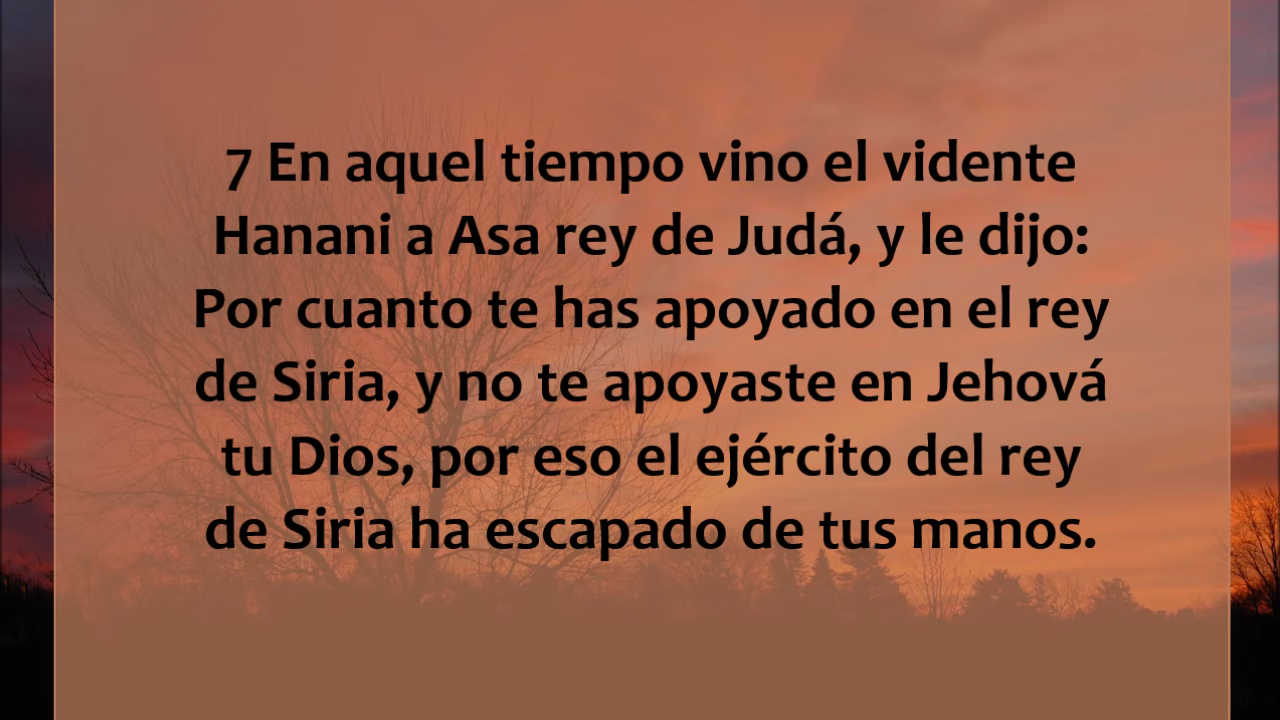 7 En aquel tiempo vino el vidente
Hanani a Asa rey de Judá, y le dijo:
Por cuanto te has apoyado en el rey
de Siria, y no te apoyaste en Jehová
tu Dios, por eso el ejército del rey
de Siria ha escapado de tus manos.